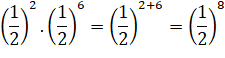 (1/2)² . (1/2)⁶ = (1/2)²⁺⁶ = (1/2)⁸